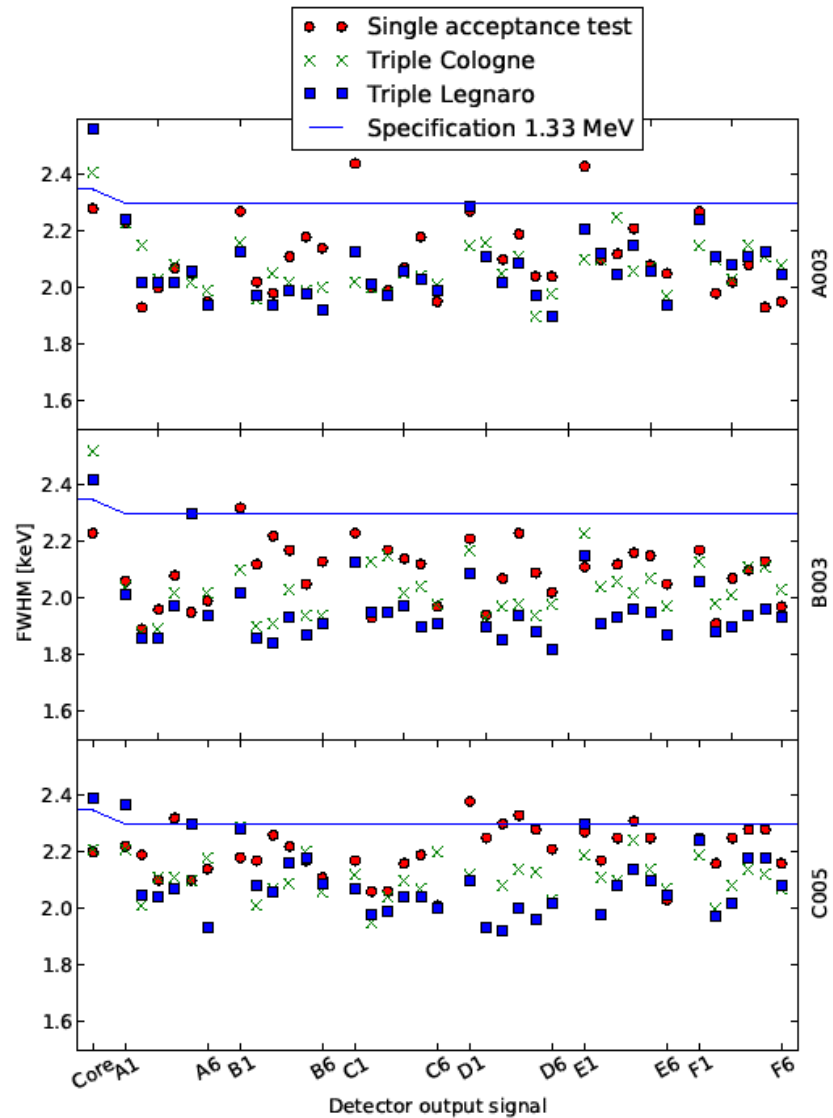 Single acceptance test
Triple Cologne
Triple Legnaro
Specification 1.33 MeV
2.4
2.2
2.0
1.8
1.6
A003
2.4
2.2
2.0
1.8
1.6
B003
FWHM [keV]
2.4
2.2
2.0
1.8
1.6
C005
Core A1 A6 B1 B6 C1 C6 D1 D6 E1 E6 F1 F6
Detector output signal